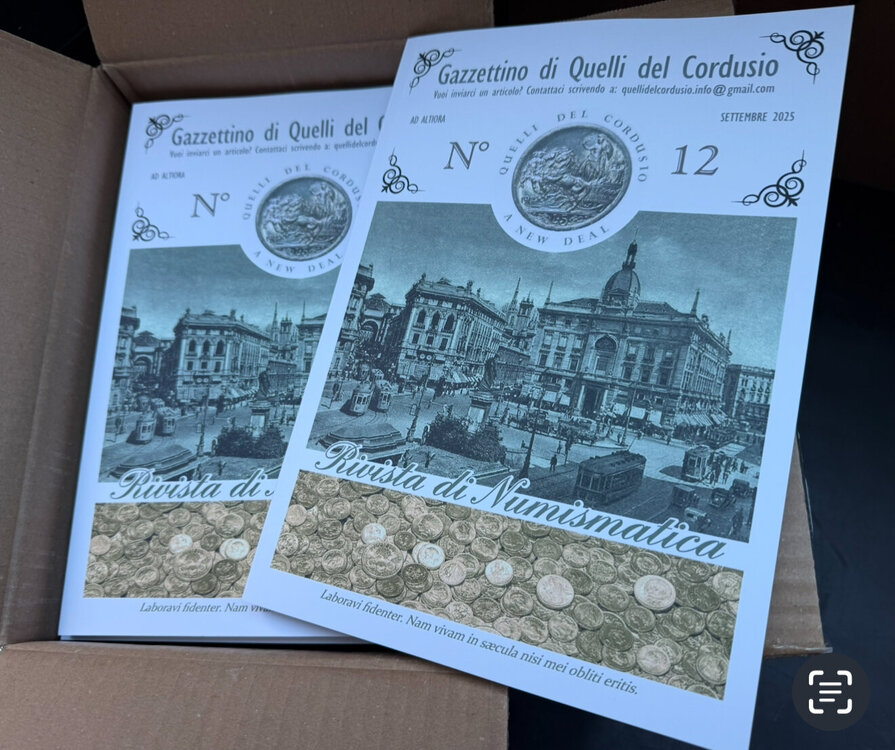 Gazzettino di Quelli del Cordusio
Vuoi inviarci un articolo? Contattaci scrivendo a: quellidelcordusio.info@gmail.com
AD ALTIORA
SETTEMBRE 2025
N° 12
QUELLI DEL CORDUSIO
A NEW DEAL
Rivista di Numismatica
Laboravi fidenter. Nam vivam in sæcula nisi mei obliti eritis.
Gazzettino di Quelli del
Vuoi inviarci un articolo? Contattaci scrivendo a: quellidelcordus
AD ALTIORA
N°
QUELLI DEL CORDUS
A NEW DEAL
Rivista di
Laboravi fidenter. Nam viva